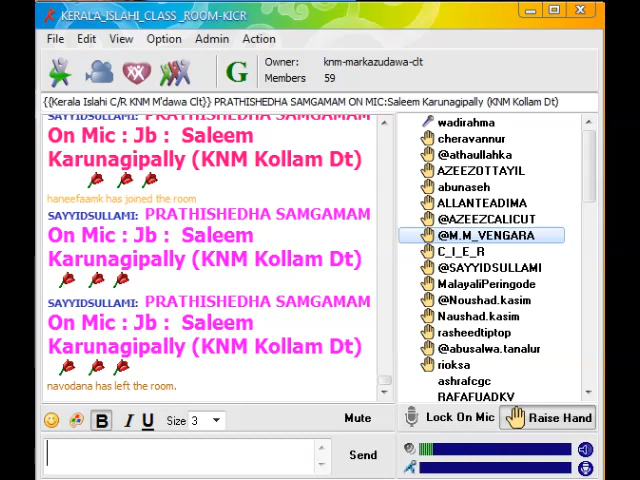 KERALA_ISLAHI_CLASS_ROOM-KICR
File Edit View Option Admin Action
G
Owner: knm-markazudawa-clt
Members 59
{{Kerala Islahi C/R KNM M'dawa Clt}} PRATHISHEDHA SAMGAMAM ON MIC:Saleem Karunagipally (KNM Kollam Dt)
SAYYIDSULLAMI: PRATHISHEDHA SAMGAMAM
On Mic : Jb : Saleem
Karunagipally (KNM Kollam Dt)
haneefaamk has joined the room
SAYYIDSULLAMI: PRATHISHEDHA SAMGAMAM
On Mic : Jb : Saleem
Karunagipally (KNM Kollam Dt)
SAYYIDSULLAMI: PRATHISHEDHA SAMGAMAM
On Mic : Jb : Saleem
Karunagipally (KNM Kollam Dt)
navodana has left the room.
wadirahma
cheravannur
@athaullahka
AZEEZOTTAYIL
abunaseh
ALLANTEADIMA
@AZEEZCALICUT
@M.M_VENGARA
C_I_E_R
@SAYYIDSULLAMI
MalayaliPeringode
@Noushad.kasim
Naushad.karim
rasheedtiptop
@abusalwa.tanalur
rioksa
ashrafcgc
RAFAFUADKV
B I U Size 3 Mute
Lock On Mic Raise Hand
Send